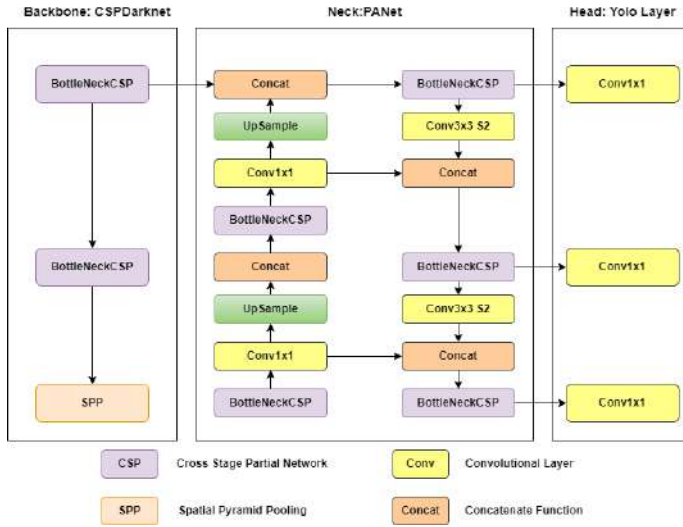 Backbone: CSPDarknet
Neck:PANet
Head: Yolo Layer
BottleNeckCSP
Concat
BottleNeckCSP
Conv1x1
UpSample
Conv3x3 S2
Conv1x1
Concat
BottleNeckCSP
BottleNeckCSP
Concat
BottleNeckCSP
Conv1x1
UpSample
Conv3x3 S2
Conv1x1
Concat
SPP
BottleNeckCSP
BottleNeckCSP
Conv1x1
CSP
Cross Stage Partial Network
Conv
Convolutional Layer
SPP
Spatial Pyramid Pooling
Concat
Concatenate Function